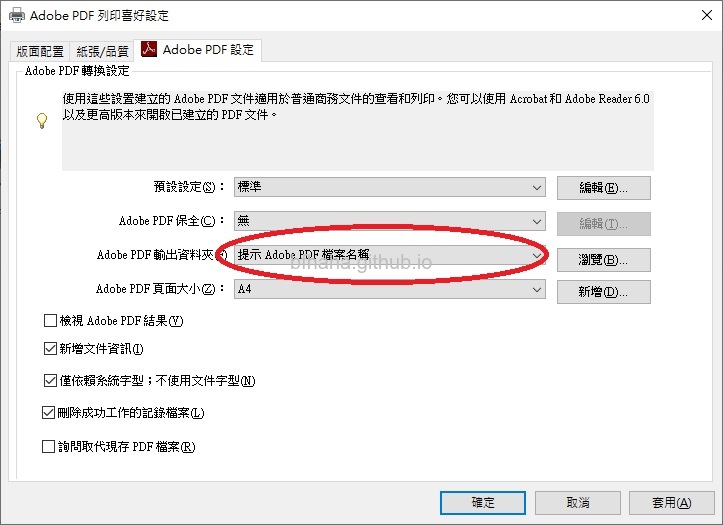 Adobe PDF 列印喜好設定
版面配置 紙張/品質 Adobe PDF 設定
Adobe PDF 轉換設定
使用這些設置建立的 Adobe PDF 文件適用於普通商務文件的查看和列印。您可以使用 Acrobat 和 Adobe Reader 6.0
以及更高版本來開啟已建立的 PDF 文件。
預設設定(S)： 標準 編輯(E)...
Adobe PDF 保全(C)： 無 編輯(T)...
Adobe PDF 輸出資料夾 提示 Adobe PDF 檔案名稱 瀏覽(B)...
binaria.github.io
Adobe PDF 頁面大小(Z)： A4 新增(D)...
檢視 Adobe PDF 結果(V)
新增文件資訊(I)
僅依賴系統字型；不使用文件字型(N)
刪除成功工作的記錄檔案(L)
詢問取代現存 PDF 檔案(R)
確定 取消 套用(A)